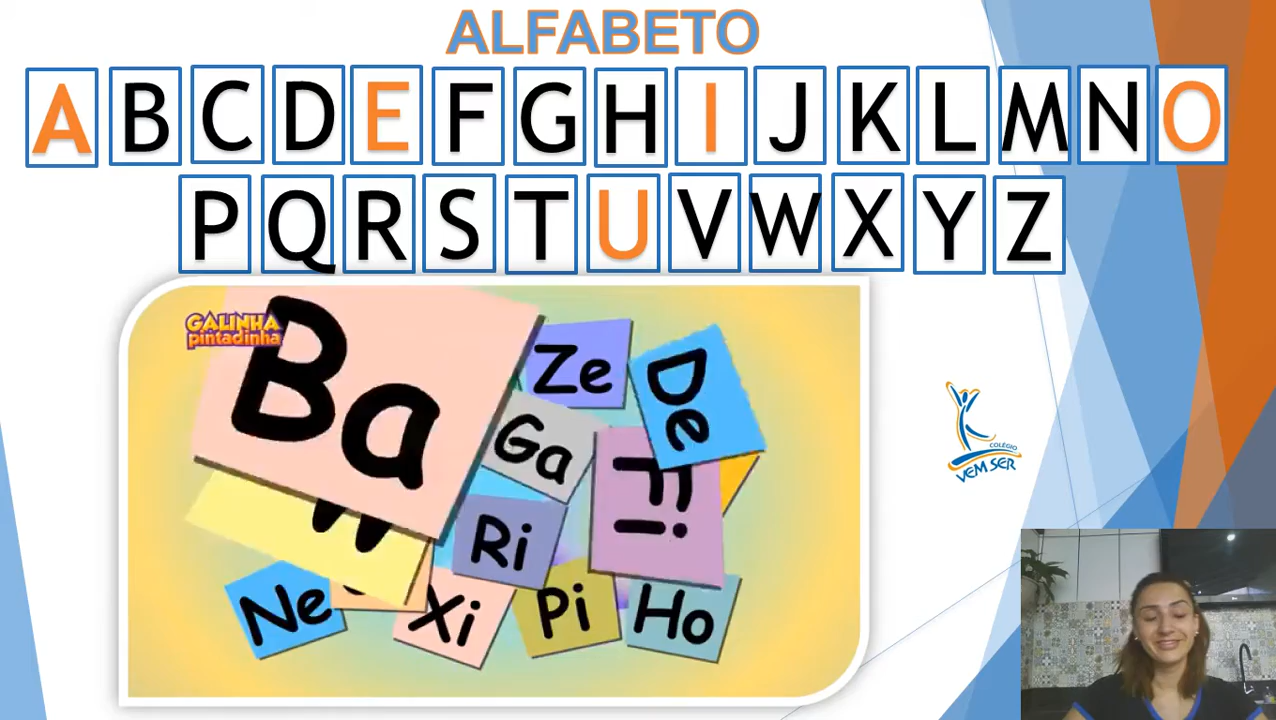 ALFABETO
A B C D E F G H I J K L M N O
P Q R S T U V W X Y Z
GALINHA
pintadinha
Ba
Ze
De
Ga
Fi
Ri
Ne
Xi
Pi
Ho
COLÉGIO
VEM SER